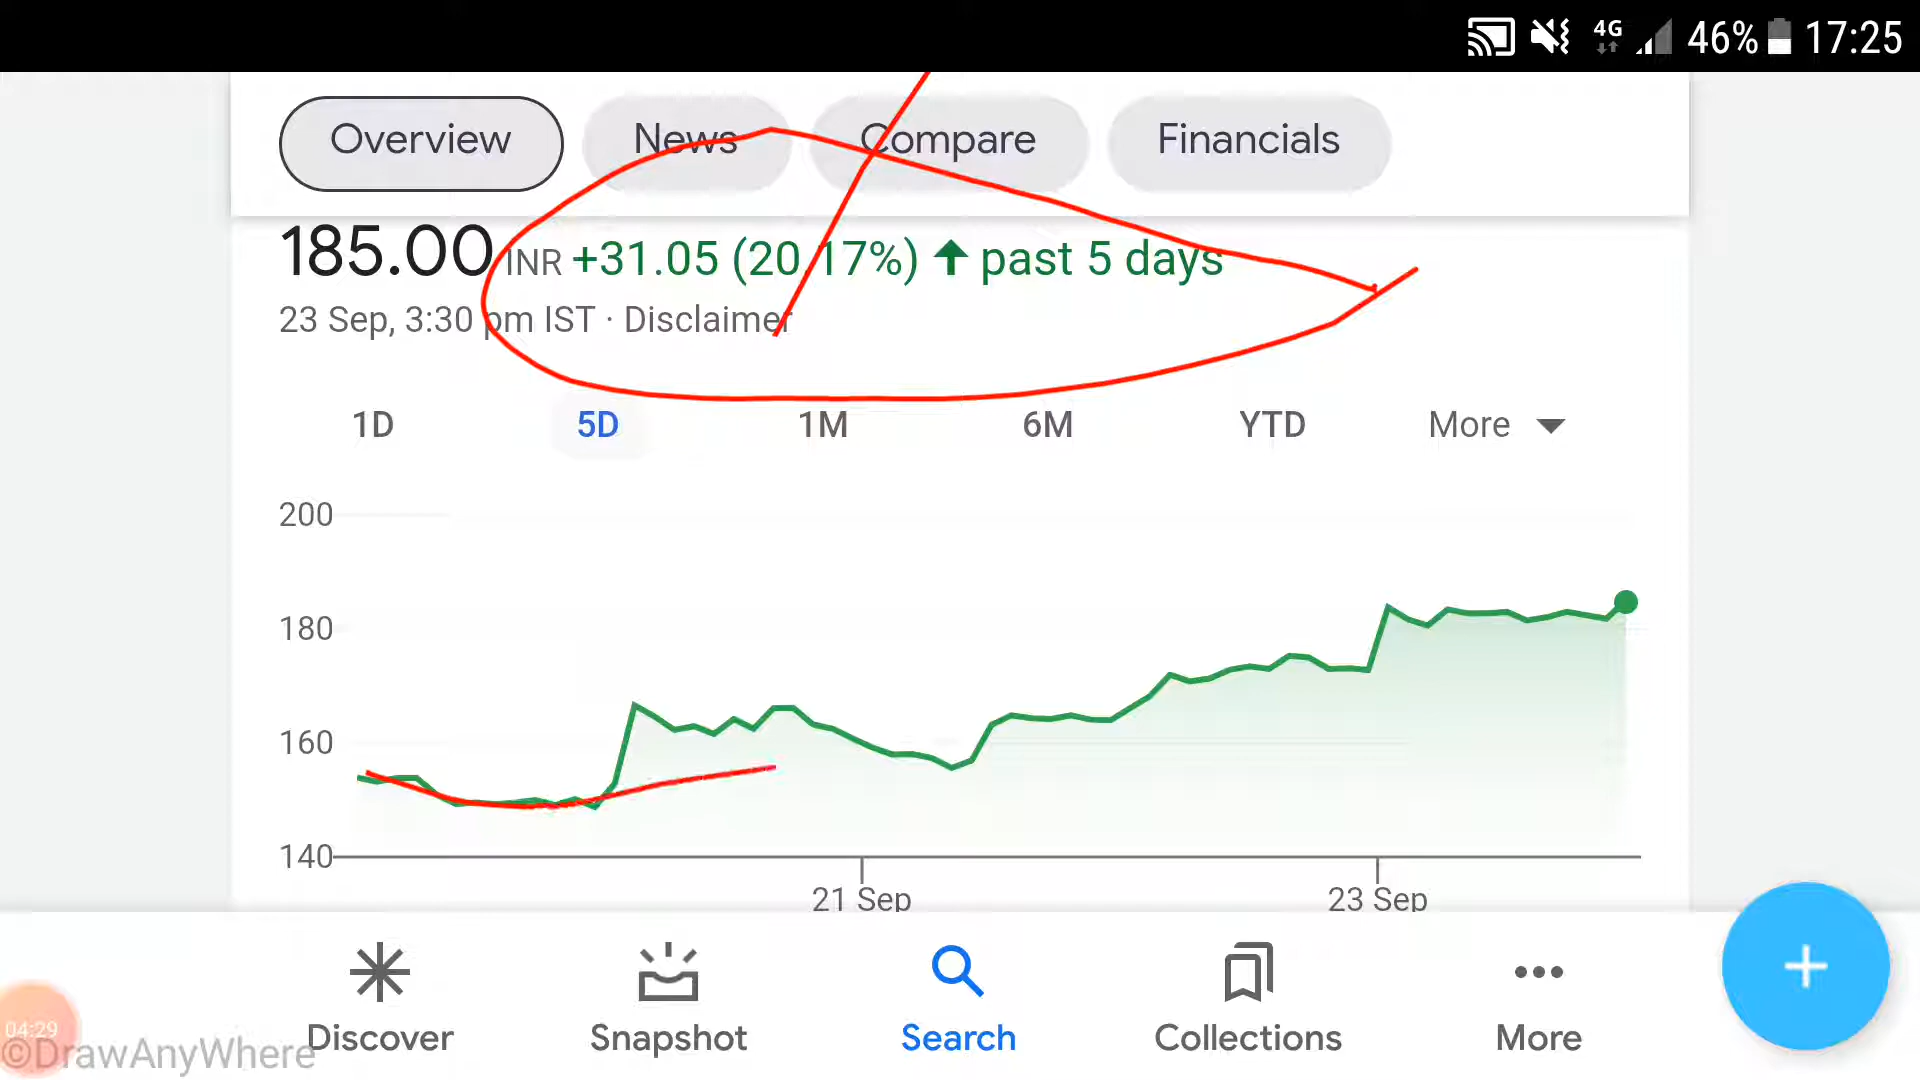 4G 46% 17:25
Overview News Compare Financials
185.00 INR +31.05 (20.17%) ↑ past 5 days
23 Sep, 3:30 pm IST · Disclaimer
1D 5D 1M 6M YTD More
200
180
160
140
21 Sep 23 Sep
04:29
©DrawAnyWhere
Discover Snapshot Search Collections More